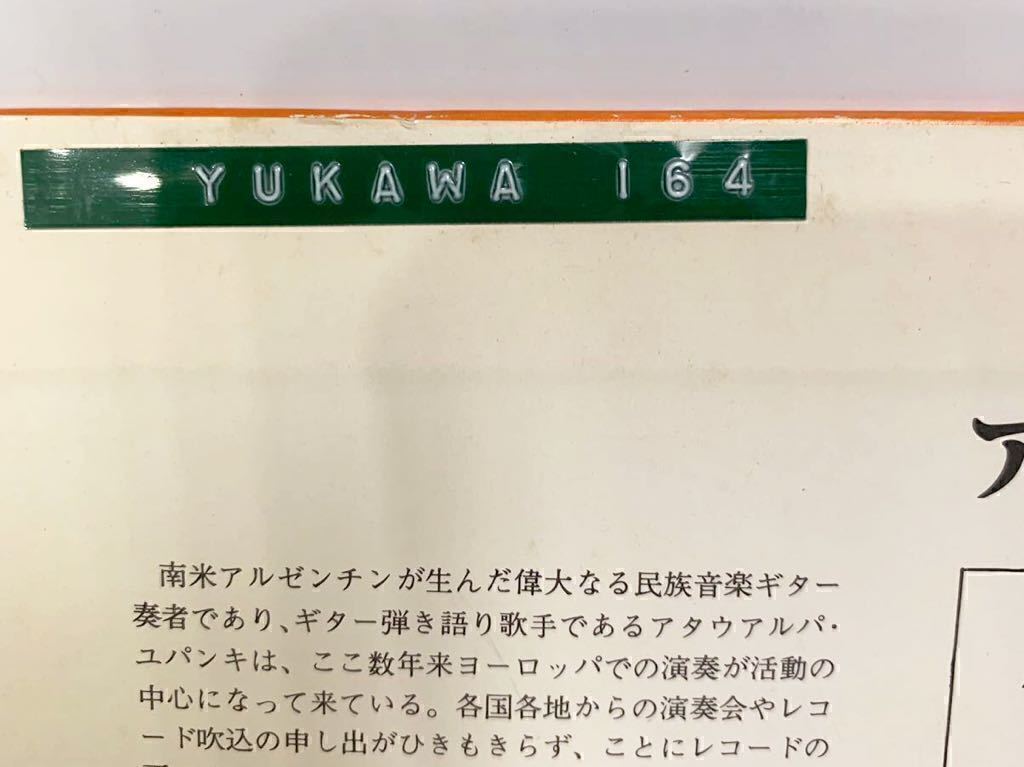 YUKAWA 164
ア
南米アルゼンチンが生んだ偉大なる民族音楽ギター
奏者であり、ギター弾き語り歌手であるアタウアルパ・
ユパンキは、ここ数年来ヨーロッパでの演奏が活動の
中心になって来ている。各国各地からの演奏会やレコ
ード吹込の申し出がひきもきらず、ことにレコードの